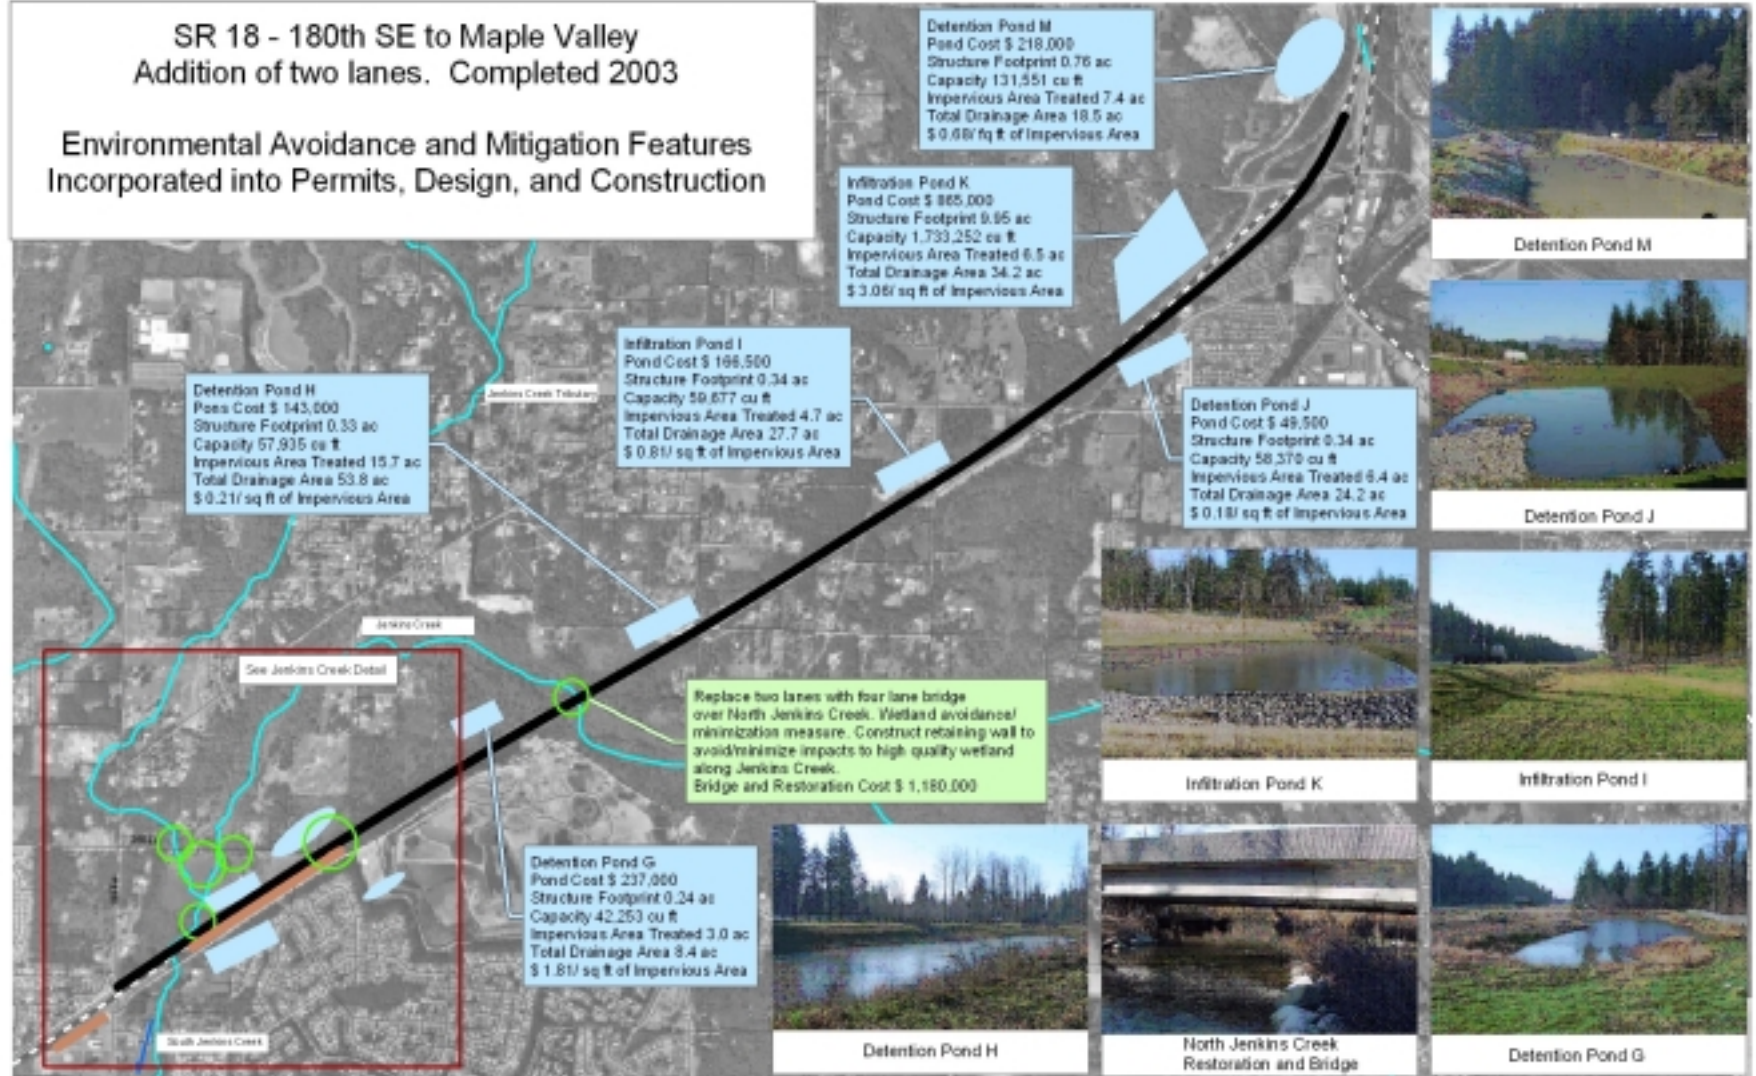 SR 18 - 180th SE to Maple Valley
Addition of two lanes.  Completed 2003
Environmental Avoidance and Mitigation Features
Incorporated into Permits, Design, and Construction
Detention Pond M
Pond Cost $ 218,000
Structure Footprint 0.76 ac
Capacity 131,551 cu ft
Impervious Area Treated 7.4 ac
Total Drainage Area 18.5 ac
$ 0.68/ fq ft of Impervious Area
Infiltration Pond K
Pond Cost $ 865,000
Structure Footprint 9.95 ac
Capacity 1,733,252 cu ft
Impervious Area Treated 6.5 ac
Total Drainage Area 34.2 ac
$ 3.06/ sq ft of Impervious Area
Infiltration Pond I
Pond Cost $ 166,500
Structure Footprint 0.34 ac
Capacity 59,677 cu ft
Impervious Area Treated 4.7 ac
Total Drainage Area 27.7 ac
$ 0.81/ sq ft of Impervious Area
Detention Pond H
Pons Cost $ 143,000
Structure Footprint 0.33 ac
Capacity 57,935 cu ft
Impervious Area Treated 15.7 ac
Total Drainage Area 53.8 ac
$ 0.21/ sq ft of Impervious Area
Detention Pond J
Pond Cost $ 49,500
Structure Footprint 0.34 ac
Capacity 58,370 cu ft
Impervious Area Treated 6.4 ac
Total Drainage Area 24.2 ac
$ 0.18/ sq ft of Impervious Area
Jenkins Creek Tributary
Jenkins Creek
See Jenkins Creek Detail
Replace two lanes with four lane bridge
over North Jenkins Creek. Wetland avoidance/
minimization measure. Construct retaining wall to
avoid/minimize impacts to high quality wetland
along Jenkins Creek.
Bridge and Restoration Cost $ 1,180,000
Detention Pond G
Pond Cost $ 237,000
Structure Footprint 0.24 ac
Capacity 42,253 cu ft
Impervious Area Treated 3.0 ac
Total Drainage Area 8.4 ac
$ 1.81/ sq ft of Impervious Area
South Jenkins Creek
Detention Pond M
Detention Pond J
Infiltration Pond K
Infiltration Pond I
Detention Pond H
North Jenkins Creek
Restoration and Bridge
Detention Pond G